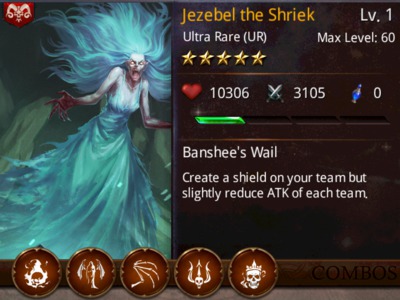 Jezebel the Shriek Lv. 1
Ultra Rare (UR) Max Level: 60
10306 3105 0
Banshee's Wail
Create a shield on your team but
slightly reduce ATK of each team.
COMBOS